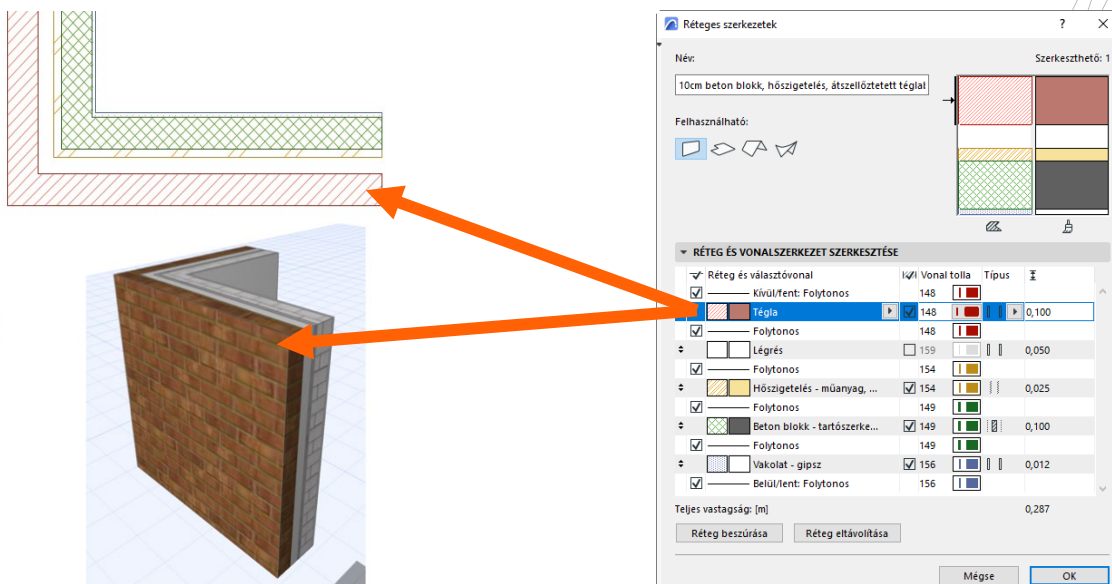 Réteges szerkezetek
?
Név:
Szerkeszthető: 1
10cm beton blokk, hőszigetelés, átszellőztetett téglal
Felhasználható:
RÉTEG ÉS VONALSZERKEZET SZERKESZTÉSE
Réteg és választóvonal Vonal tolla Típus
Kívül/fent: Folytonos 148
Tégla 148 0,100
Folytonos 148
Légrés 159 0,050
Folytonos 154
Hőszigetelés - műanyag, ... 154 0,025
Folytonos 149
Beton blokk - tartószerke... 149 0,100
Folytonos 149
Vakolat - gipsz 156 0,012
Belül/lent: Folytonos 156
Teljes vastagság: [m] 0,287
Réteg beszúrása Réteg eltávolítása
Mégse OK